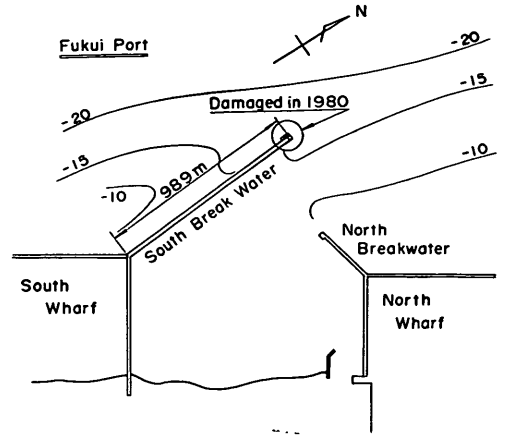 N
Fukui Port
-20
-15
-20
Damaged in 1980
-15
-10
-10
989m
South Break Water
North
Breakwater
South
Wharf
North
Wharf